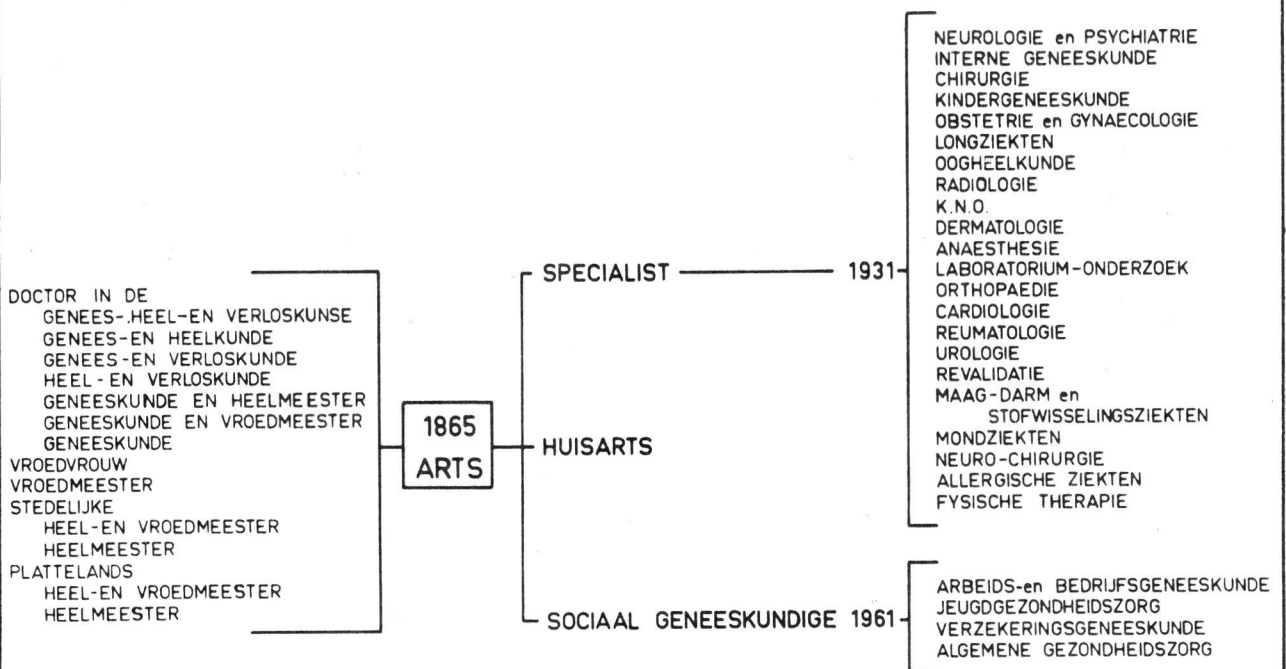 DOCTOR IN DE
GENEES-.HEEL-EN VERLOSKUNSE
GENEES-EN HEELKUNDE
GENEES-EN VERLOSKUNDE
HEEL-EN VERLOSKUNDE
GENEESKUNDE EN HEELMEESTER
GENEESKUNDE EN VROEDMEESTER
GENEESKUNDE
VROEDVROUW
VROEDMEESTER
STEDELIJKE
HEEL-EN VROEDMEESTER
HEELMEESTER
PLATTELANDS
HEEL-EN VROEDMEESTER
HEELMEESTER
1865
ARTS
SPECIALIST 1931
HUISARTS
SOCIAAL GENEESKUNDIGE 1961
NEUROLOGIE en PSYCHIATRIE
INTERNE GENEESKUNDE
CHIRURGIE
KINDERGENEESKUNDE
OBSTETRIE en GYNAECOLOGIE
LONGZIEKTEN
OOGHEELKUNDE
RADIOLOGIE
K.N.O.
DERMATOLOGIE
ANAESTHESIE
LABORATORIUM-ONDERZOEK
ORTHOPAEDIE
CARDIOLOGIE
REUMATOLOGIE
UROLOGIE
REVALIDATIE
MAAG-DARM en
STOFWISSELINGSZIEKTEN
MONDZIEKTEN
NEURO-CHIRURGIE
ALLERGISCHE ZIEKTEN
FYSISCHE THERAPIE
ARBEIDS-en BEDRIJFSGENEESKUNDE
JEUGDGEZONDHEIDSZORG
VERZEKERINGSGENEESKUNDE
ALGEMENE GEZONDHEIDSZORG